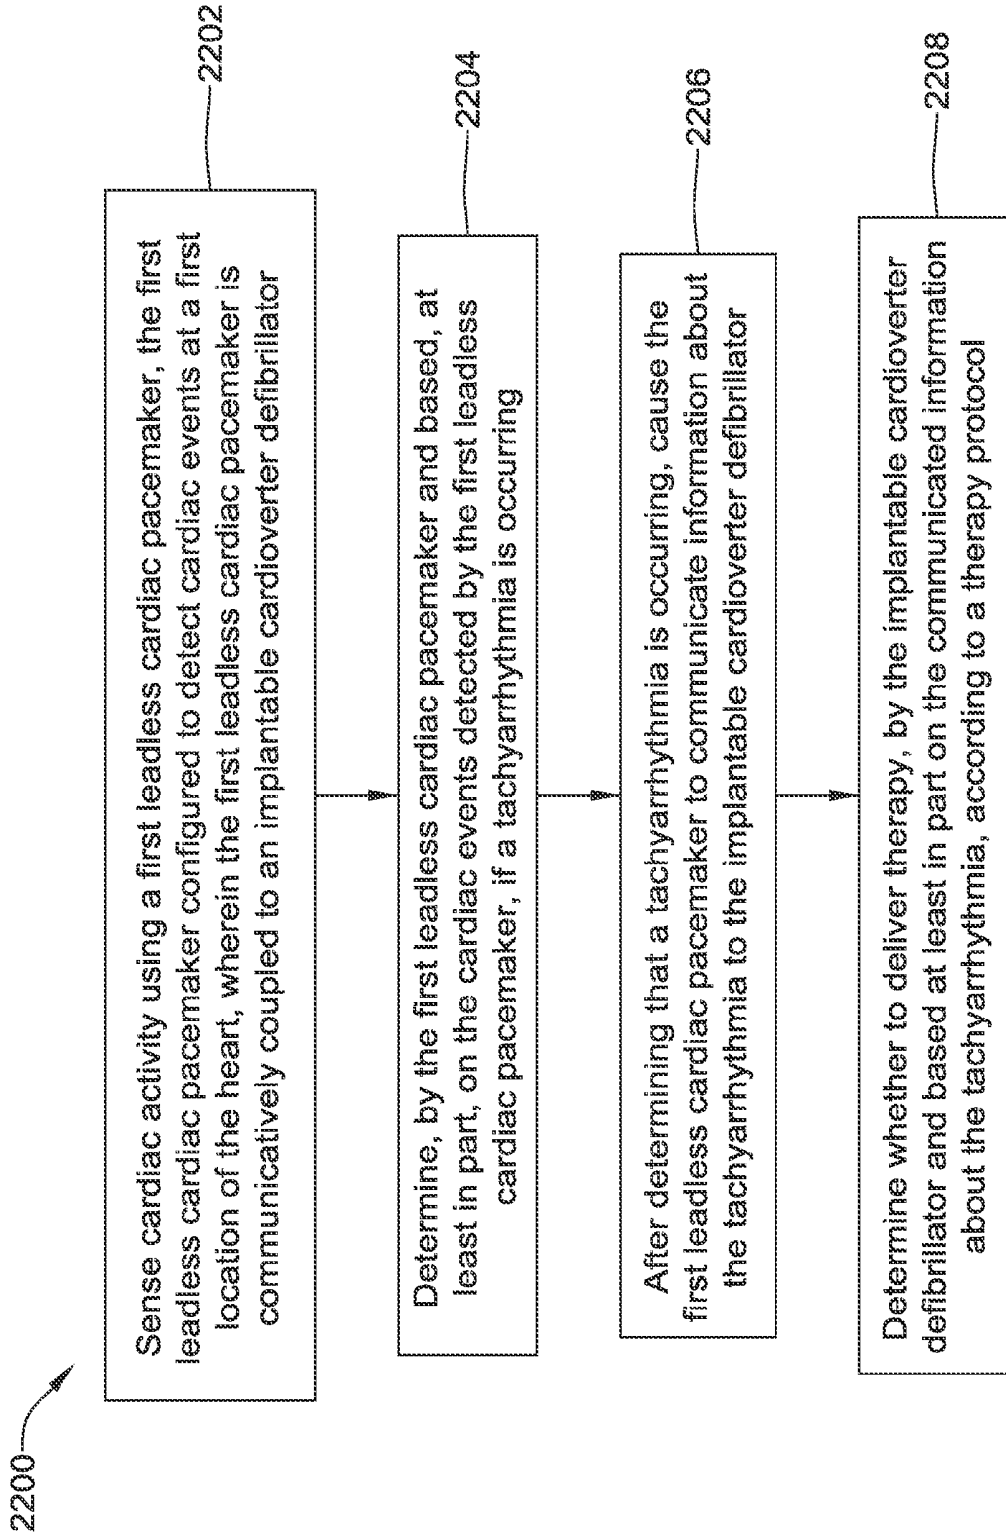 2200
Sense cardiac activity using a first leadless cardiac pacemaker, the first
leadless cardiac pacemaker configured to detect cardiac events at a first
location of the heart, wherein the first leadless cardiac pacemaker is
communicatively coupled to an implantable cardioverter defibrillator
2202
Determine, by the first leadless cardiac pacemaker and based, at
least in part, on the cardiac events detected by the first leadless
cardiac pacemaker, if a tachyarrhythmia is occurring
2204
After determining that a tachyarrhythmia is occurring, cause the
first leadless cardiac pacemaker to communicate information about
the tachyarrhythmia to the implantable cardioverter defibrillator
2206
Determine whether to deliver therapy, by the implantable cardioverter
defibrillator and based at least in part on the communicated information
about the tachyarrhythmia, according to a therapy protocol
2208